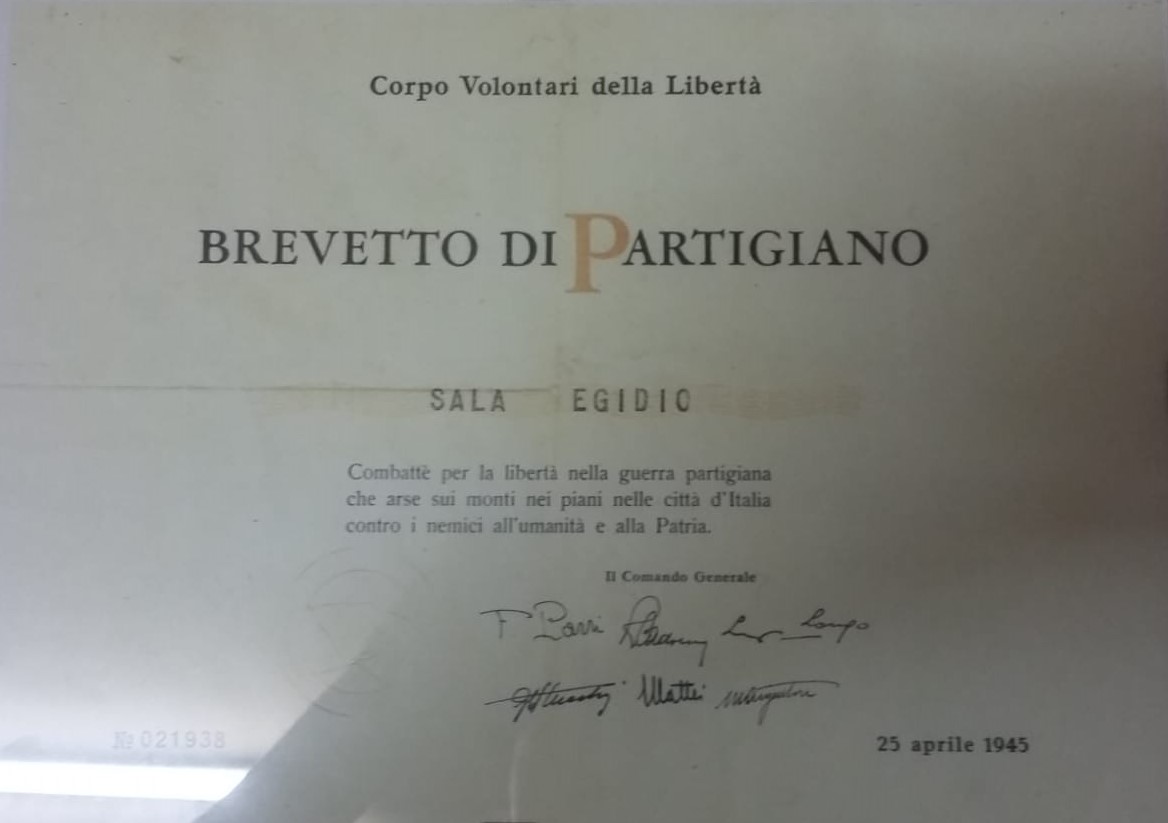 Corpo Volontari della Libertà
BREVETTO DI PARTIGIANO
SALA EGIDIO
Combattè per la libertà nella guerra partigiana
che arse sui monti nei piani nelle città d'Italia
contro i nemici all'umanità e alla Patria.
Il Comando Generale
F Parri Longo
Mattei
№ 021938
25 aprile 1945